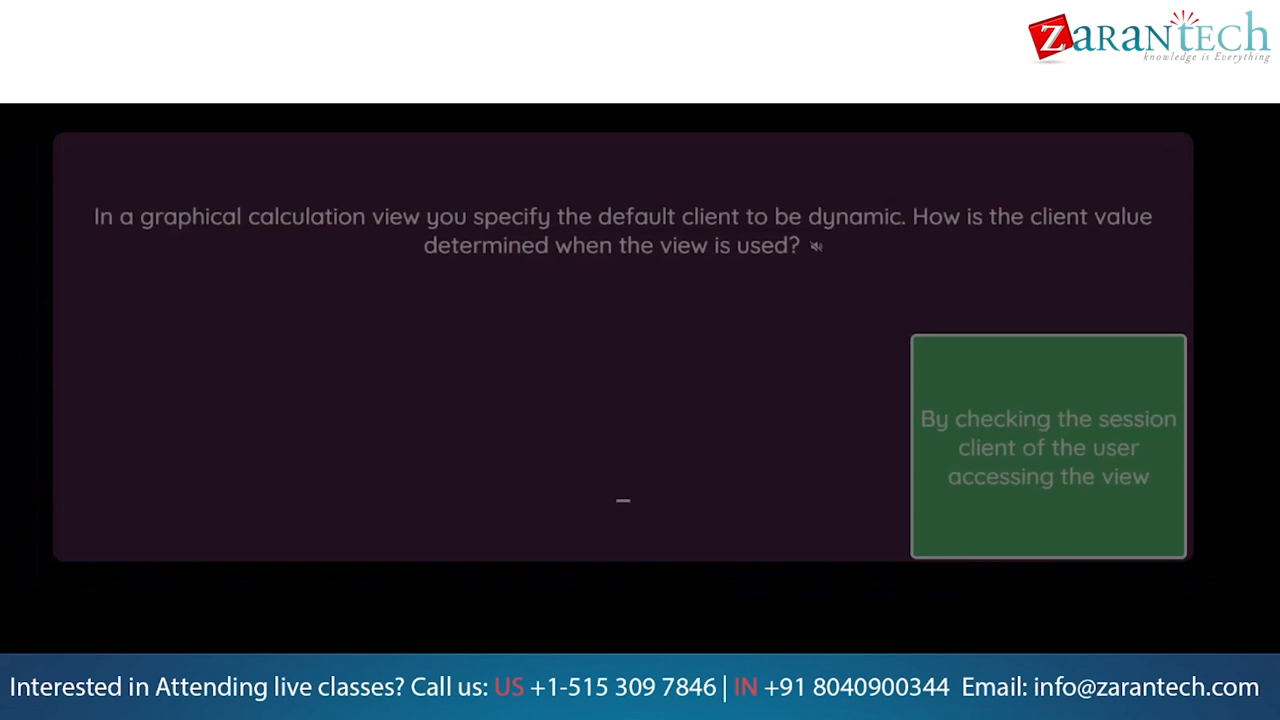 ZARANTECH
knowledge is Everything
In a graphical calculation view you specify the default client to be dynamic. How is the client value
determined when the view is used?
By checking the session
client of the user
accessing the view
Interested in Attending live classes? Call us: US +1-515 309 7846 | IN +91 8040900344 Email: info@zarantech.com